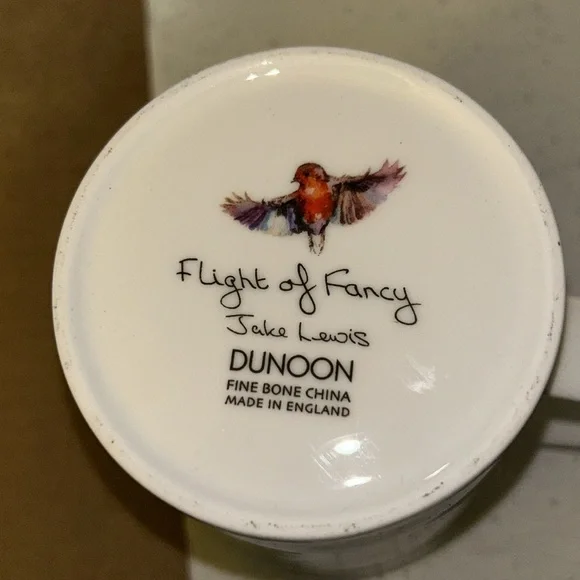 Flight of Fancy
Jake Lewis
DUNOON
FINE BONE CHINA
MADE IN ENGLAND